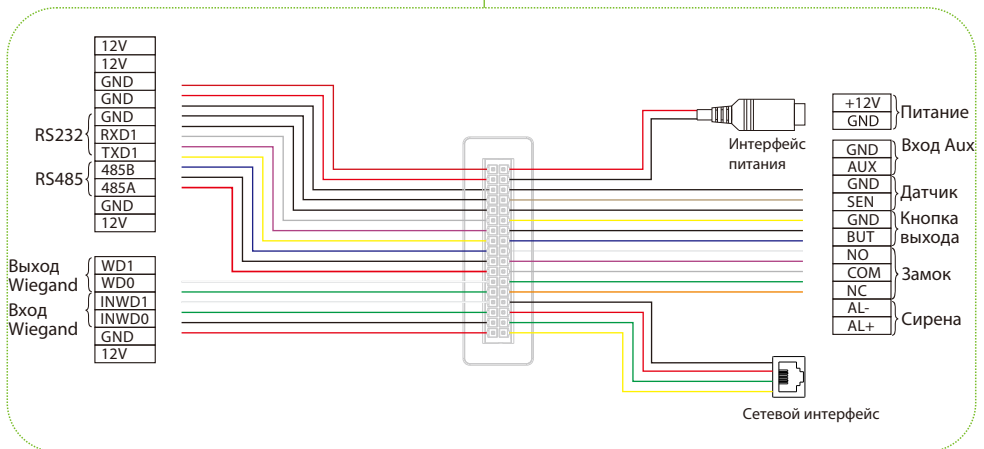 12V
12V
GND
GND
GND
RXD1
TXD1
485B
485A
GND
12V
RS232
RS485
WD1
WD0
INWD1
INWD0
GND
12V
Выход
Wiegand
Вход
Wiegand
Интерфейс
питания
+12V
GND
Питание
GND
AUX
Вход Aux
GND
SEN
Датчик
GND
BUT
Кнопка
выхода
NO
COM
NC
Замок
AL-
AL+
Сирена
Сетевой интерфейс